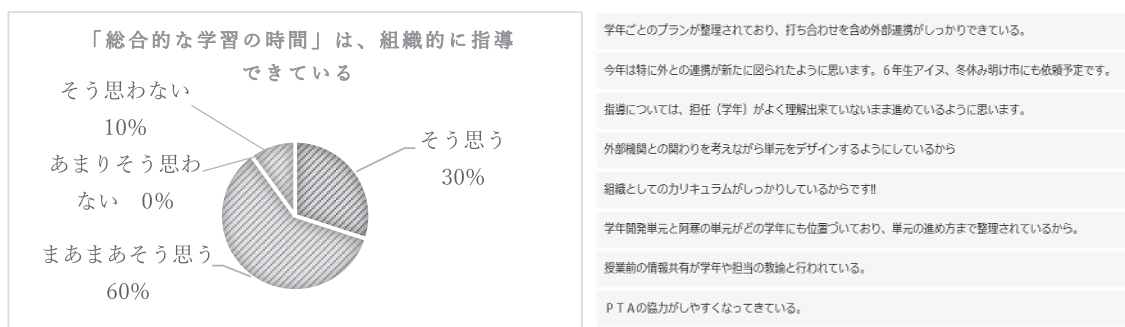 「総合的な学習の時間」は、組織的に指導
できている
そう思わない
10%
あまりそう思わ
ない　0%
まあまあそう思う
60%
そう思う
30%
学年ごとのプランが整理されており、打ち合わせを含め外部連携がしっかりできている。
今年は特に外との連携が新たに図られたように思います。６年生アイヌ、冬休み明け市にも依頼予定です。
指導については、担任（学年）がよく理解出来ていないまま進めているように思います。
外部機関との関わりを考えながら単元をデザインするようにしているから
組織としてのカリキュラムがしっかりしているからです!!
学年開発単元と阿寒の単元がどの学年にも位置づいており、単元の進め方まで整理されているから。
授業前の情報共有が学年や担当の教諭と行われている。
ＰＴＡの協力がしやすくなってきている。